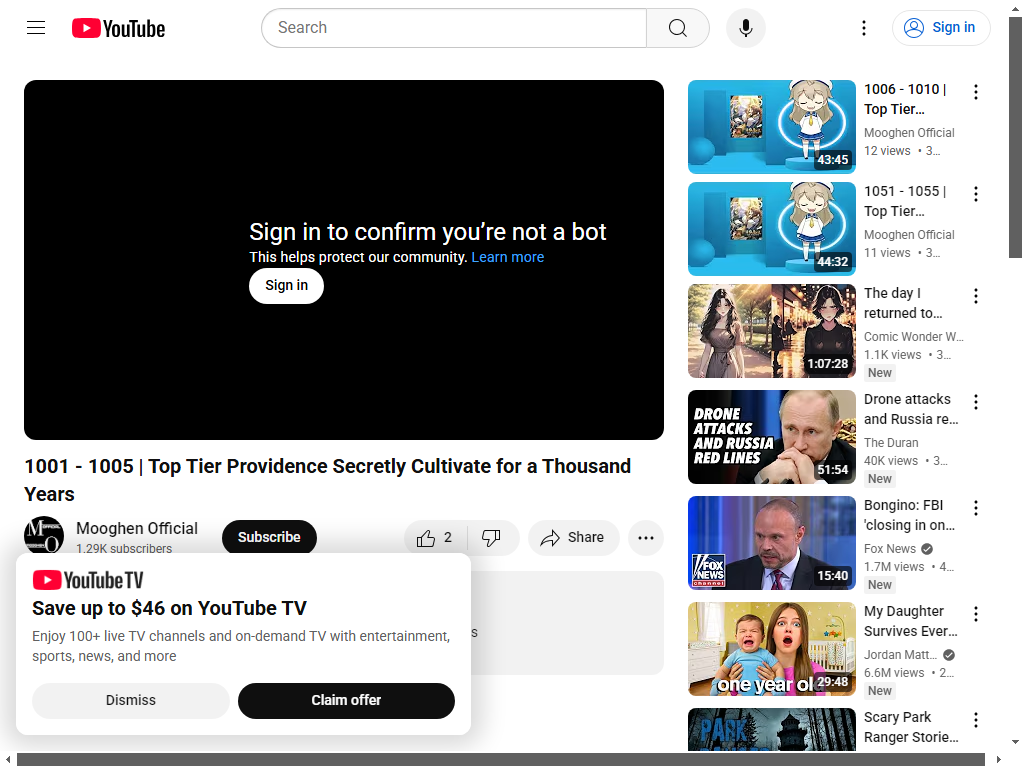 YouTube
Search
Sign in
Sign in to confirm you’re not a bot
This helps protect our community. Learn more
Sign in
1001 - 1005 | Top Tier Providence Secretly Cultivate for a Thousand
Years
Mooghen Official
1.29K subscribers
Subscribe
2
Share
YouTube TV
Save up to $46 on YouTube TV
Enjoy 100+ live TV channels and on-demand TV with entertainment,
sports, news, and more
Dismiss
Claim offer
s
43:45
1006 - 1010 |
Top Tier…
Mooghen Official
12 views • 3…
44:32
1051 - 1055 |
Top Tier…
Mooghen Official
11 views • 3…
1:07:28
The day I
returned to…
Comic Wonder W…
1.1K views • 3…
New
DRONE
ATTACKS
AND RUSSIA
RED LINES
51:54
Drone attacks
and Russia re…
The Duran
40K views • 3…
New
FOX
NEWS
channel
15:40
Bongino: FBI
'closing in on…
Fox News
1.7M views • 4…
New
one year old
29:48
My Daughter
Survives Ever…
Jordan Matt…
6.6M views • 2…
New
PARK
Scary Park
Ranger Storie…